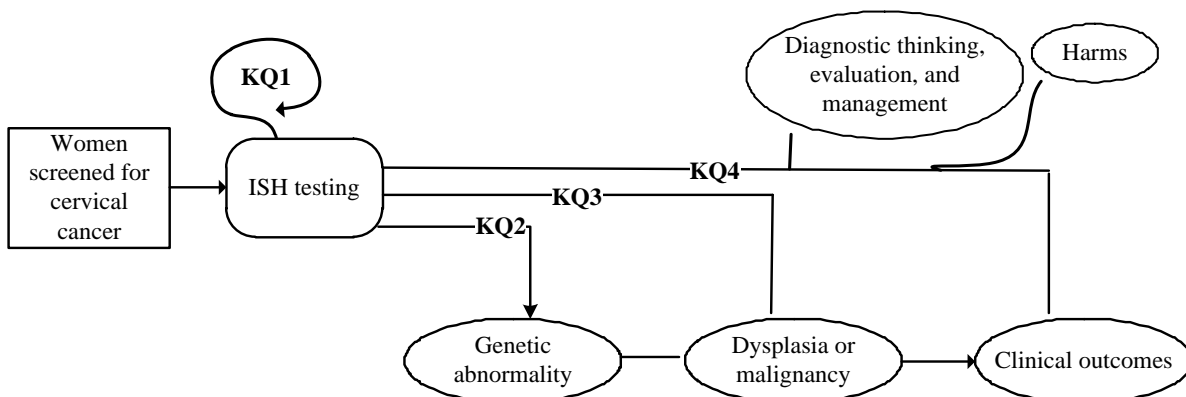 Diagnostic thinking,
evaluation, and
management
Harms
KQ1
Women
screened for
cervical
cancer
ISH testing
KQ4
KQ3
KQ2
Genetic
abnormality
Dysplasia or
malignancy
Clinical outcomes